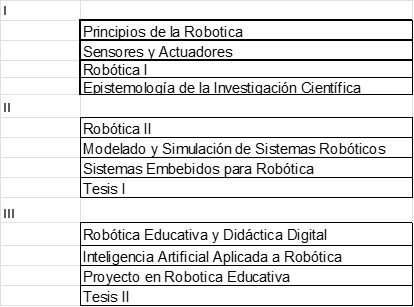 I
Principios de la Robotica
Sensores y Actuadores
Robótica I
Epistemología de la Investigación Científica
II
Robótica II
Modelado y Simulación de Sistemas Robóticos
Sistemas Embebidos para Robótica
Tesis I
III
Robótica Educativa y Didáctica Digital
Inteligencia Artificial Aplicada a Robótica
Proyecto en Robotica Educativa
Tesis II